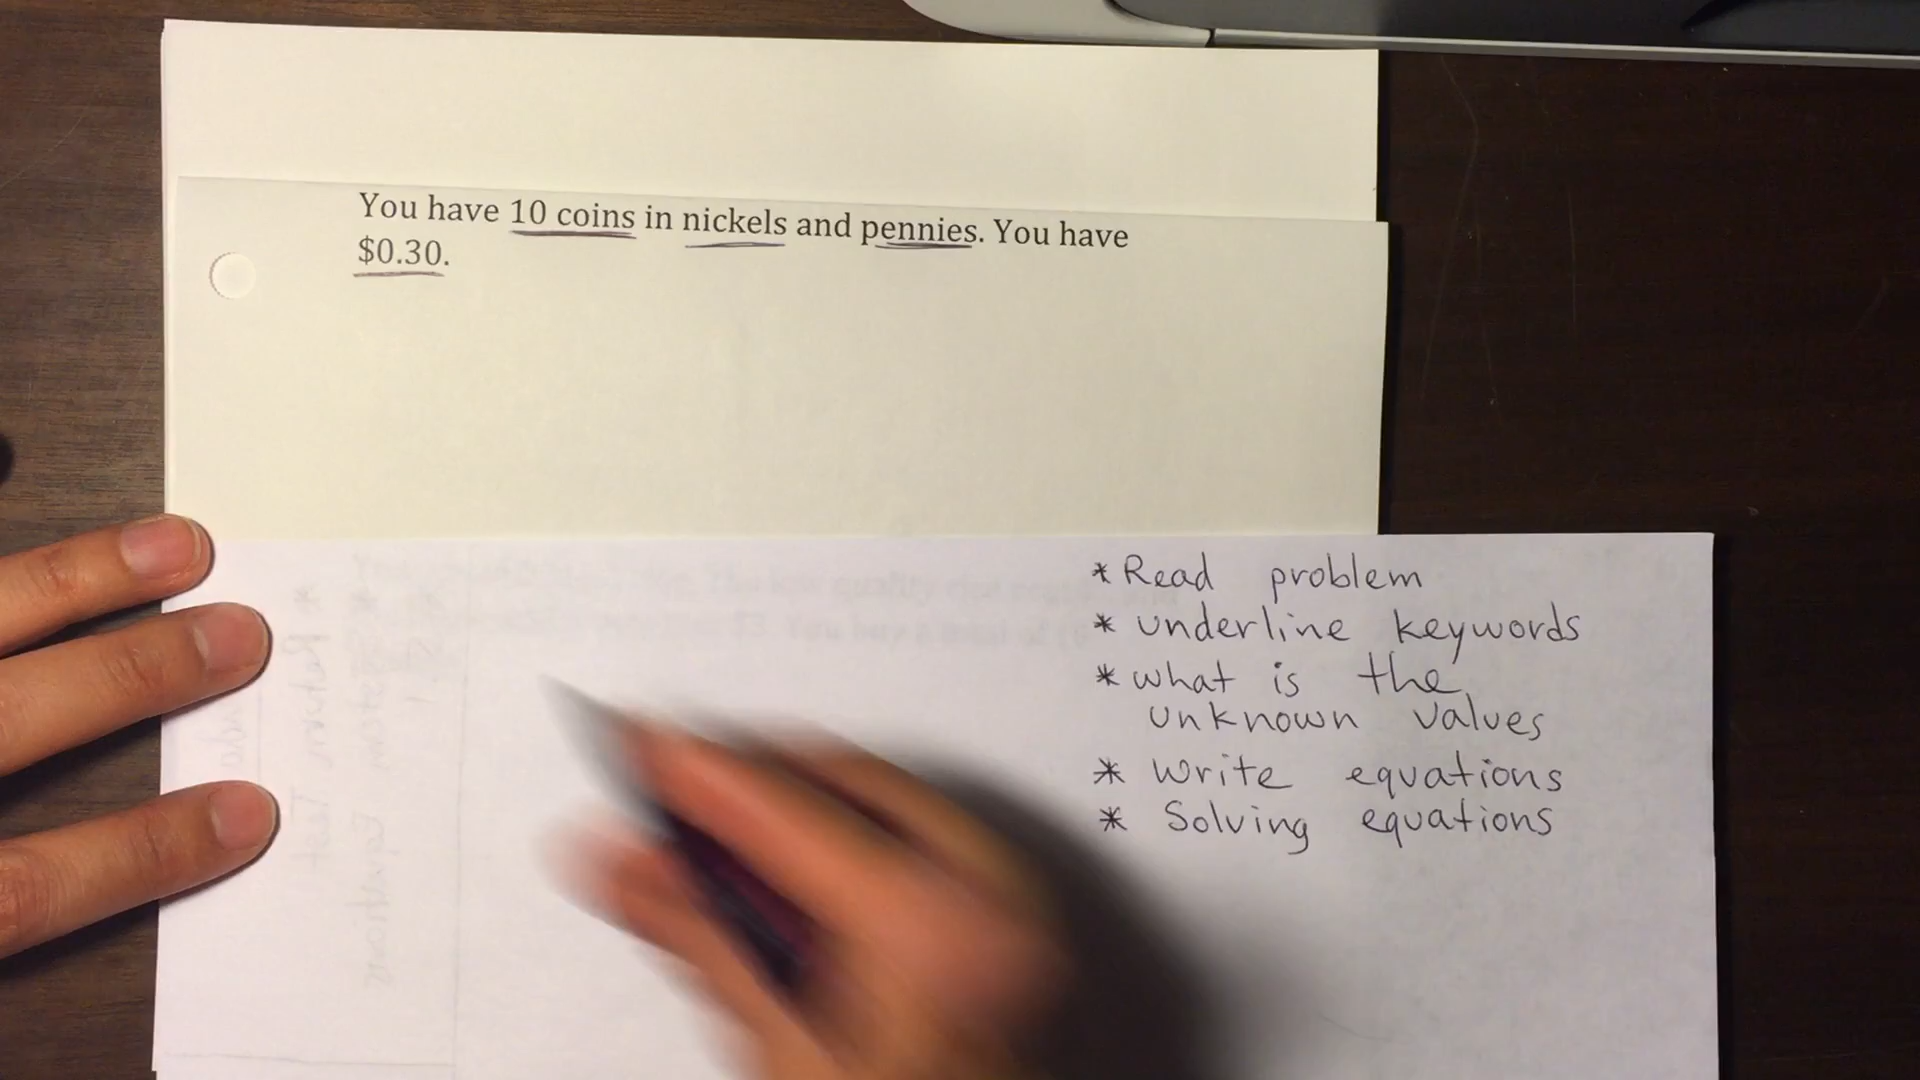 You have 10 coins in nickels and pennies. You have
$0.30.
* Read problem
* underline keywords
* what is the
unknown values
* Write equations
* Solving equations